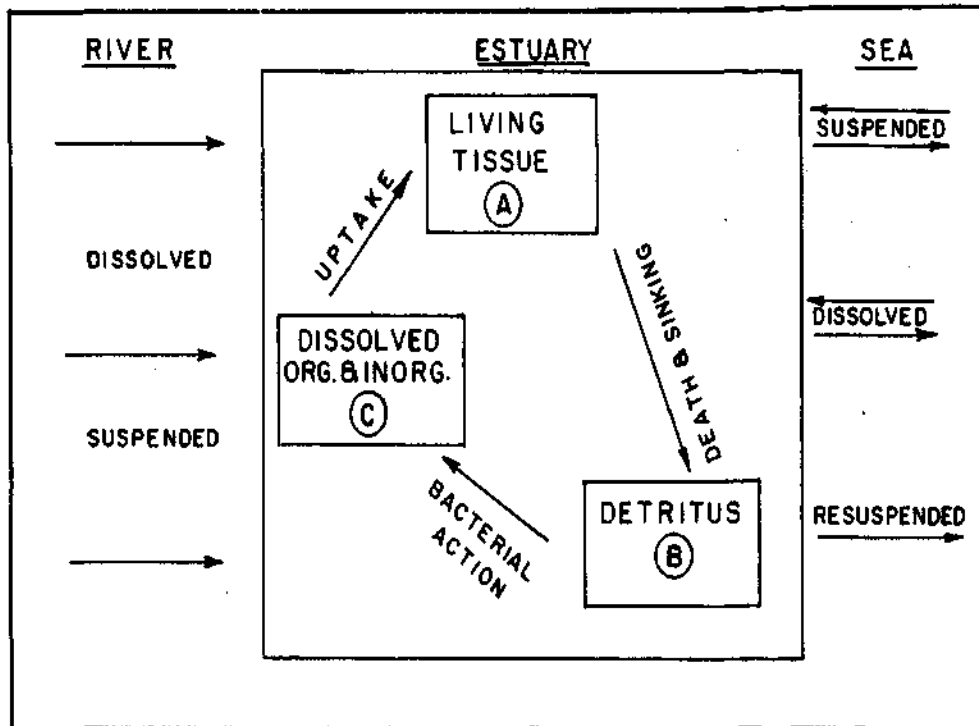 RIVER
ESTUARY
SEA
LIVING
TISSUE
A
SUSPENDED
UPTAKE
DISSOLVED
DISSOLVED
DEATH & SINKING
DISSOLVED
ORG. & INORG.
C
SUSPENDED
BACTERIAL
ACTION
DETRITUS
B
RESUSPENDED